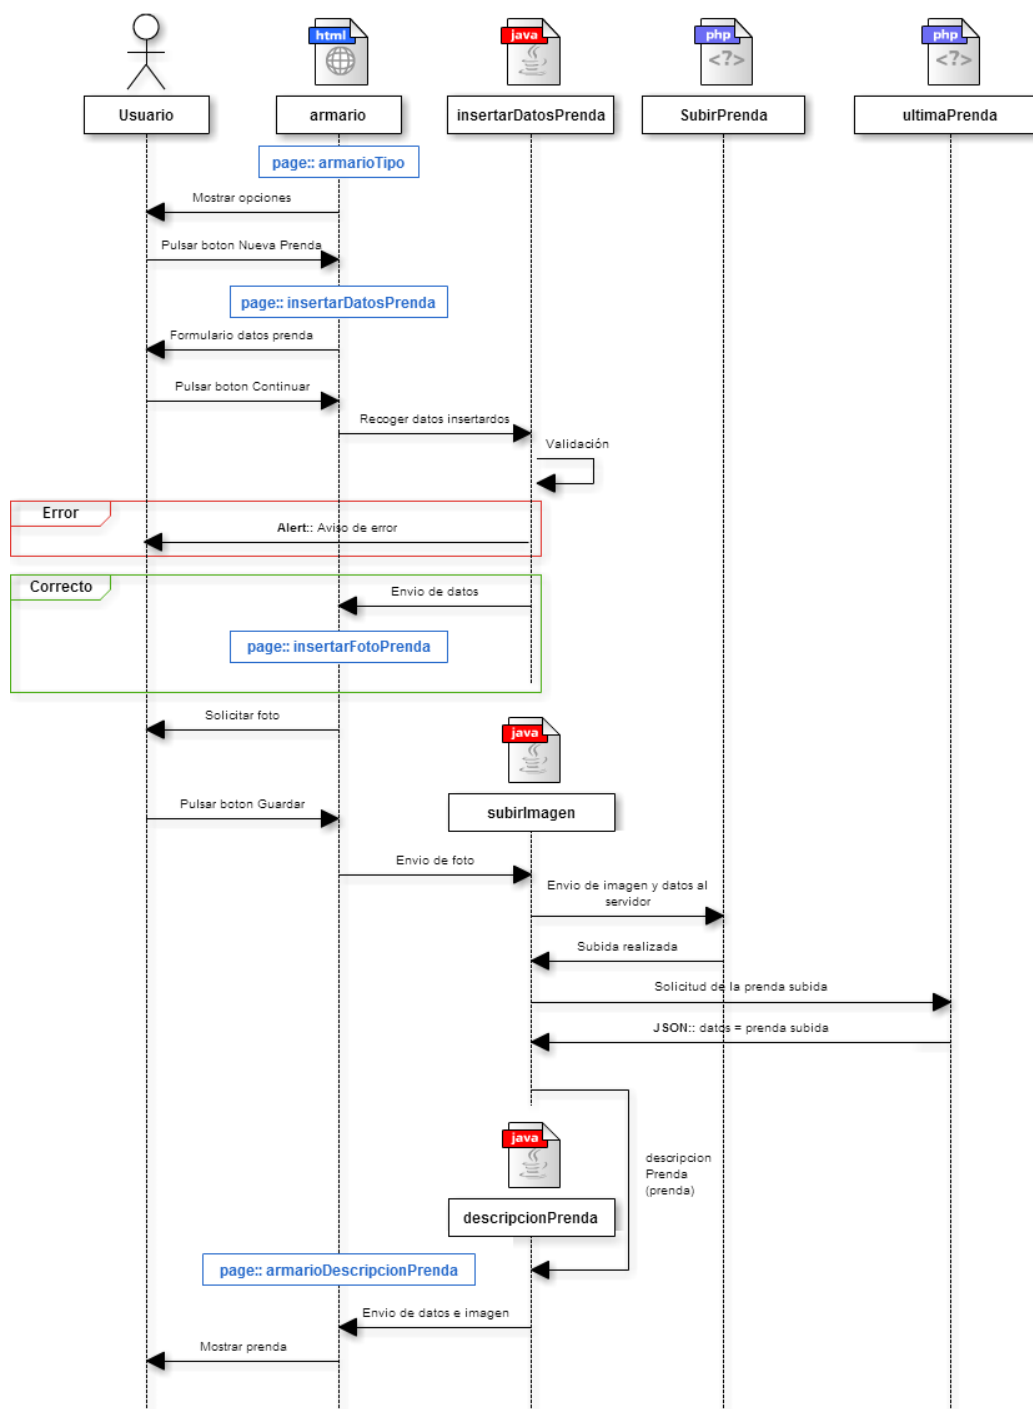 html
java
php
<?>
php
<?>
Usuario
armario
insertarDatosPrenda
SubirPrenda
ultimaPrenda
page:: armarioTipo
Mostrar opciones
Pulsar boton Nueva Prenda
page:: insertarDatosPrenda
Formulario datos prenda
Pulsar boton Continuar
Recoger datos insertardos
Validación
Error
Alert:: Aviso de error
Correcto
Envio de datos
page:: insertarFotoPrenda
Solicitar foto
java
Pulsar boton Guardar
subirImagen
Envio de foto
Envio de imagen y datos al
servidor
Subida realizada
Solicitud de la prenda subida
JSON:: datos = prenda subida
java
descripcion
Prenda
(prenda)
descripcionPrenda
page:: armarioDescripcionPrenda
Envio de datos e imagen
Mostrar prenda